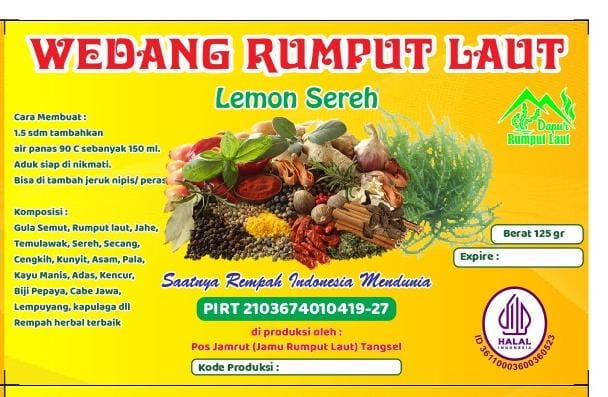 WEDANG RUMPUT LAUT
Lemon Sereh
Cara Membuat :
1.5 sdm tambahkan
air panas 90 C sebanyak 150 ml.
Aduk siap di nikmati.
Bisa di tambah jeruk nipis/ peras
Dapur
Rumput Laut
Komposisi :
Gula Semut, Rumput laut, Jahe,
Temulawak, Sereh, Secang,
Cengkih, Kunyit, Asam, Pala,
Kayu Manis, Adas, Kencur,
Biji Pepaya, Cabe Jawa,
Lempuyang, kapulaga dll
Rempah herbal terbaik
Berat 125 gr
Expire :
Saatnya Rempah Indonesia Mendunia
PIRT 2103674010419-27
di produksi oleh :
Pos Jamrut (Jamu Rumput Laut) Tangsel
Kode Produksi :
HALAL
INDONESIA
ID 36110003600360523